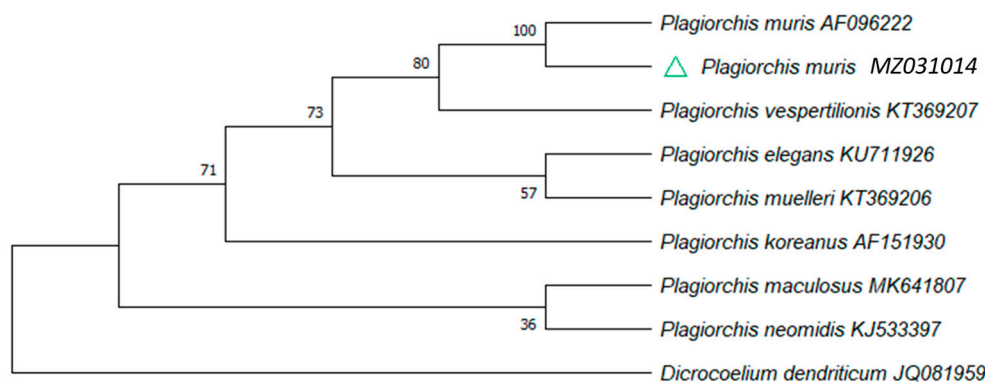 Plagiorchis muris AF096222
100
Plagiorchis muris MZ031014
80
Plagiorchis vespertilionis KT369207
73
Plagiorchis elegans KU711926
71
57
Plagiorchis muelleri KT369206
Plagiorchis koreanus AF151930
Plagiorchis maculosus MK641807
36
Plagiorchis neomidis KJ533397
Dicrocoelium dendriticum JQ081959